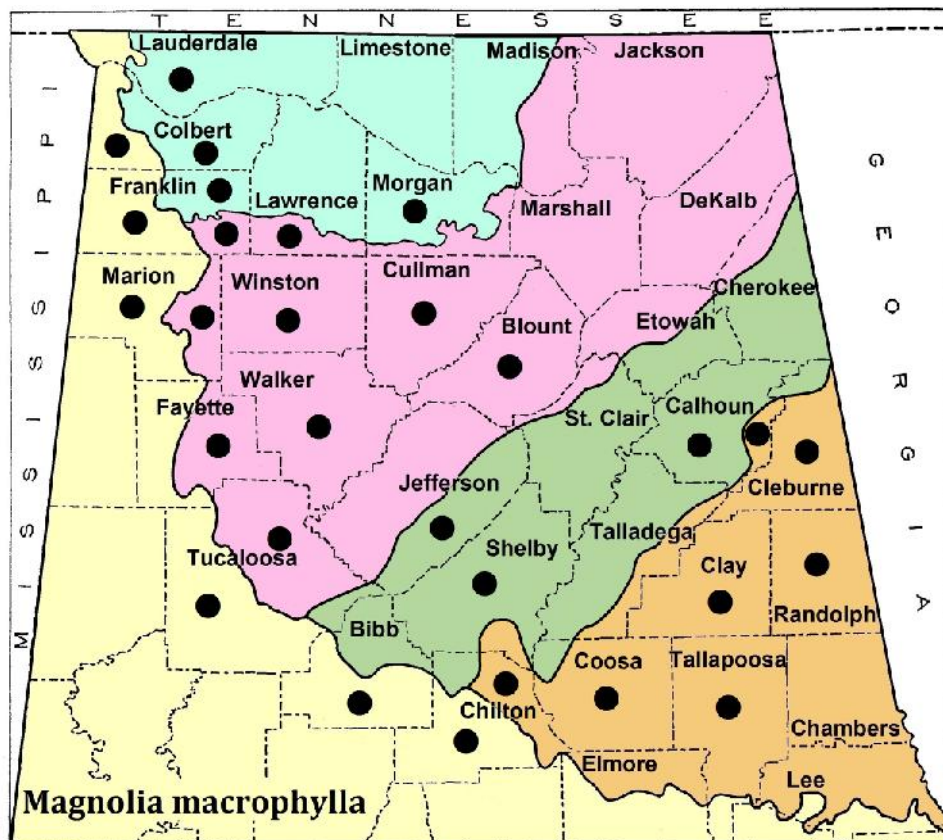 T E N N E S S E E
Lauderdale
Limestone
Madison
Jackson
Colbert
Franklin
Lawrence
Morgan
Marshall
DeKalb
Marion
Winston
Cullman
Cherokee
Blount
Etowah
Walker
Fayette
St. Clair
Calhoun
Jefferson
Cleburne
Talladega
Shelby
Tucaloosa
Clay
Randolph
Bibb
Coosa
Tallapoosa
Chilton
Chambers
Elmore
Lee
M I S S I S S I P P I
G E O R G I A
Magnolia macrophylla